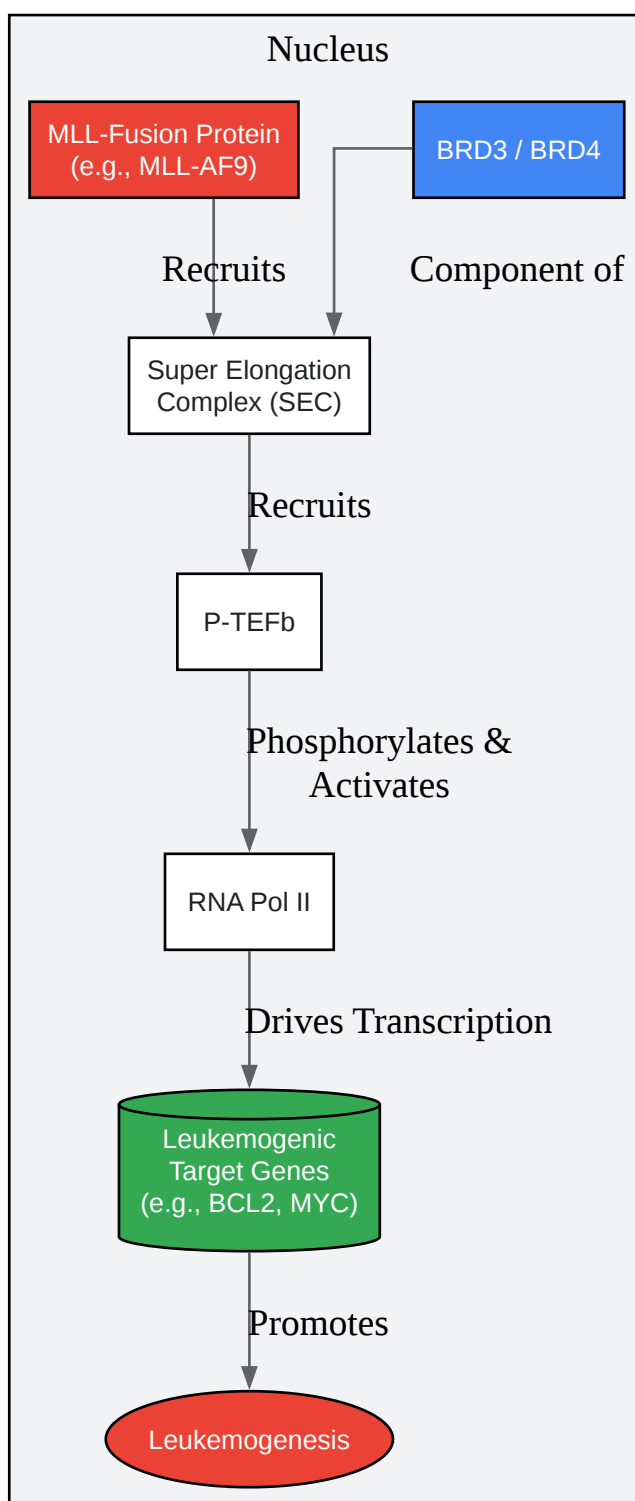 Nucleus
MLL-Fusion Protein
(e.g., MLL-AF9)
BRD3 / BRD4
Recruits
Component of
Super Elongation
Complex (SEC)
Recruits
P-TEFb
Phosphorylates &
Activates
RNA Pol II
Drives Transcription
Leukemogenic
Target Genes
(e.g., BCL2, MYC)
Promotes
Leukemogenesis